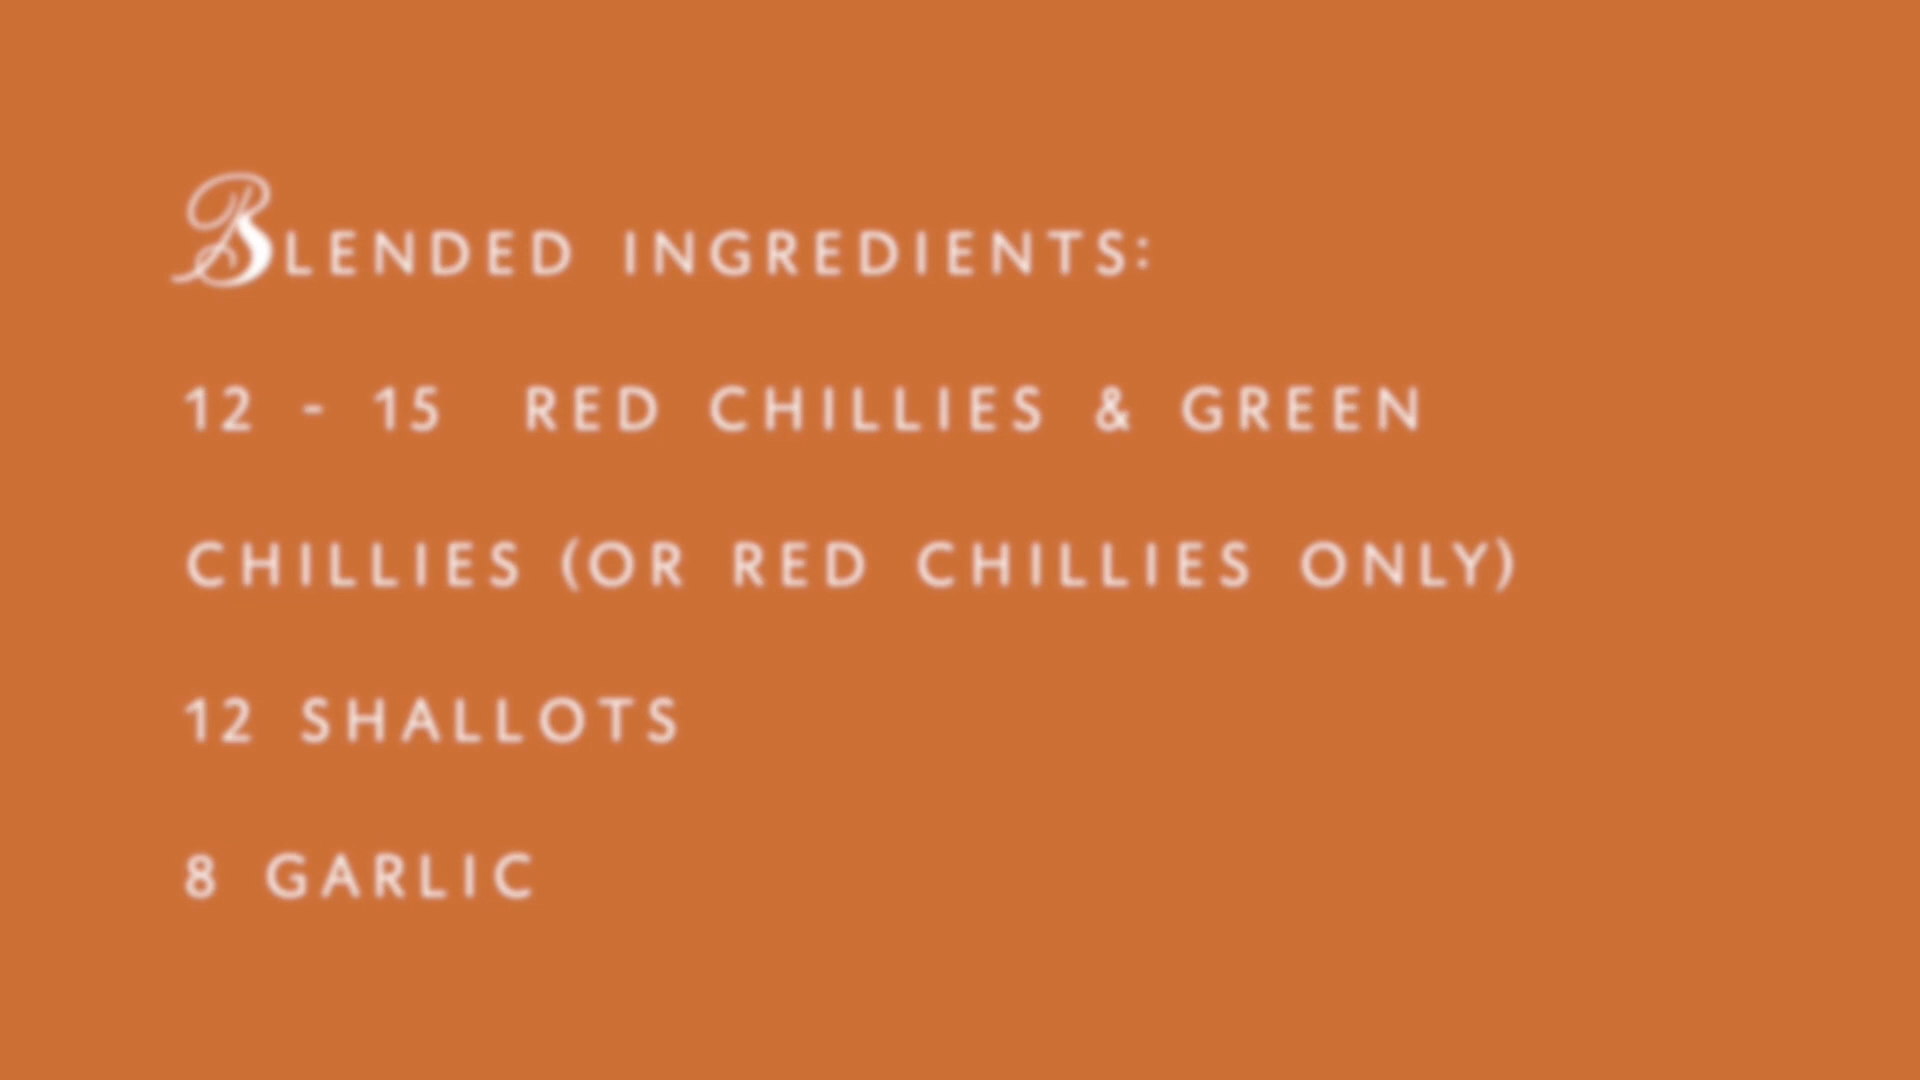 BLENDED INGREDIENTS:
12 - 15 RED CHILLIES & GREEN
CHILLIES (OR RED CHILLIES ONLY)
12 SHALLOTS
8 GARLIC